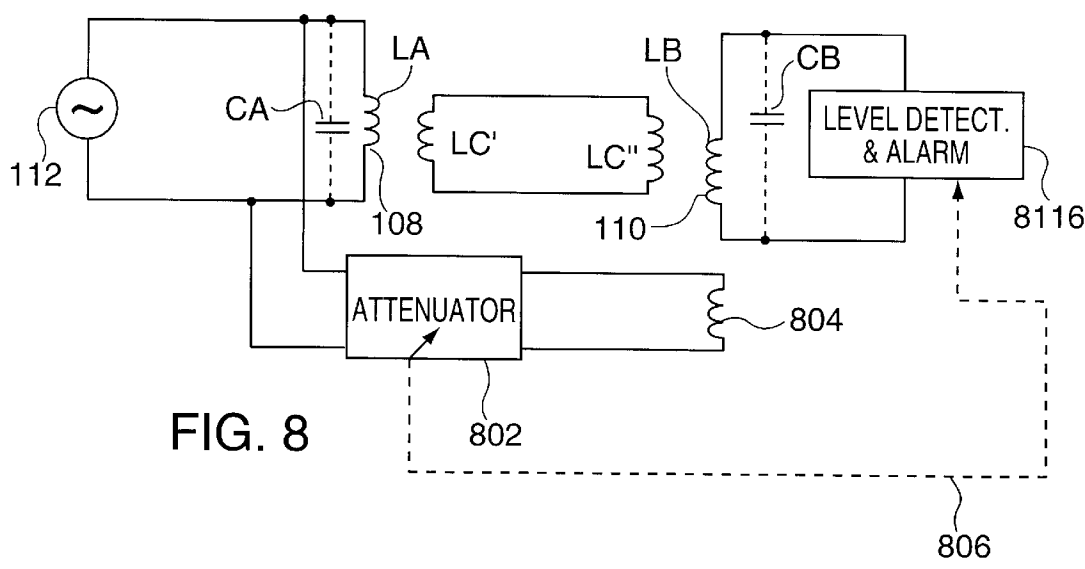 LA
LB
CB
CA
~
LEVEL DETECT.
& ALARM
LC'
LC"
112
108
110
8116
ATTENUATOR
804
FIG. 8
802
806